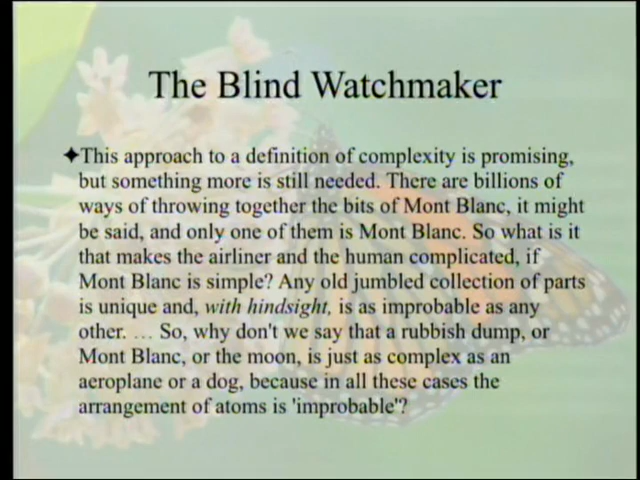 The Blind Watchmaker
✦This approach to a definition of complexity is promising,
but something more is still needed. There are billions of
ways of throwing together the bits of Mont Blanc, it might
be said, and only one of them is Mont Blanc. So what is it
that makes the airliner and the human complicated, if
Mont Blanc is simple? Any old jumbled collection of parts
is unique and, with hindsight, is as improbable as any
other. … So, why don't we say that a rubbish dump, or
Mont Blanc, or the moon, is just as complex as an
aeroplane or a dog, because in all these cases the
arrangement of atoms is 'improbable'?